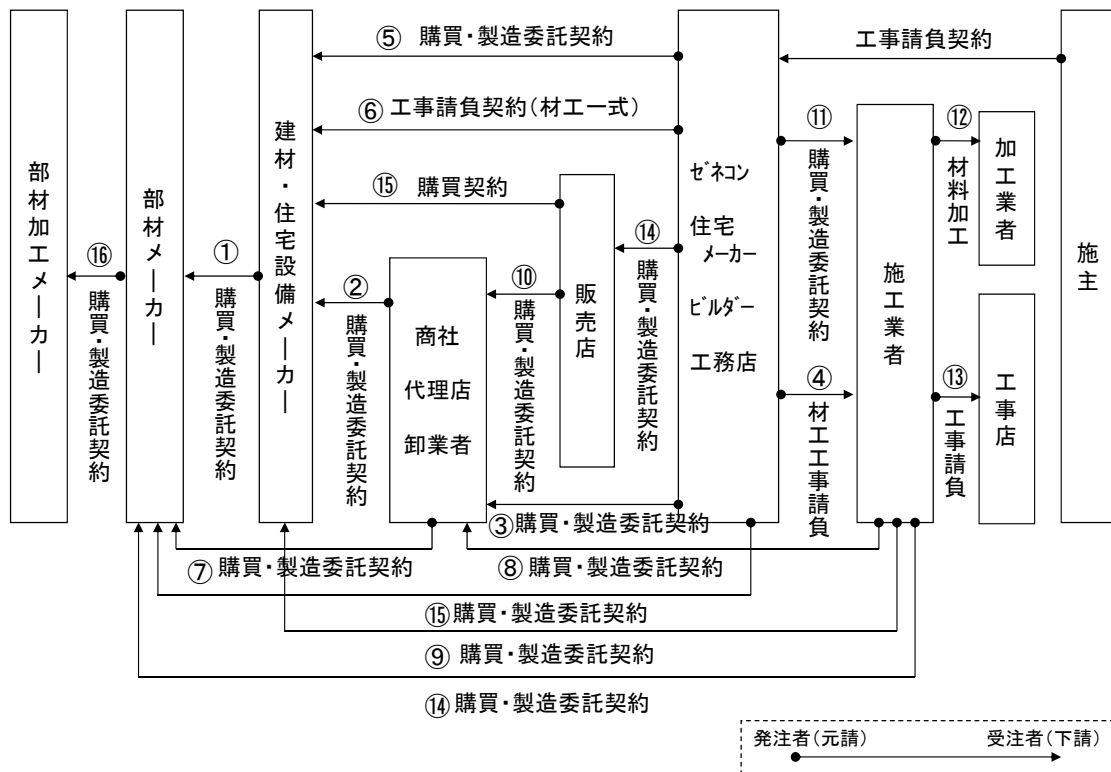 ⑤ 購買・製造委託契約
工事請負契約
⑥ 工事請負契約(材工一式)
⑪
購買・製造委託契約
⑫
材料加工
加工業者
部材加工メーカー
部材メーカー
建材・住宅設備メーカー
⑮ 購買契約
ゼネコン
住宅
メーカー
ビルダー
工務店
施工業者
施主
⑯
購買・製造委託契約
①
購買・製造委託契約
②
購買・製造委託契約
商社
代理店
卸業者
⑩
購買・製造委託契約
販売店
⑭
購買・製造委託契約
④
材工工事請負
⑬
工事請負
工事店
③購買・製造委託契約
⑦購買・製造委託契約
⑧ 購買・製造委託契約
⑮購買・製造委託契約
⑨ 購買・製造委託契約
⑭購買・製造委託契約
発注者(元請)
受注者(下請)